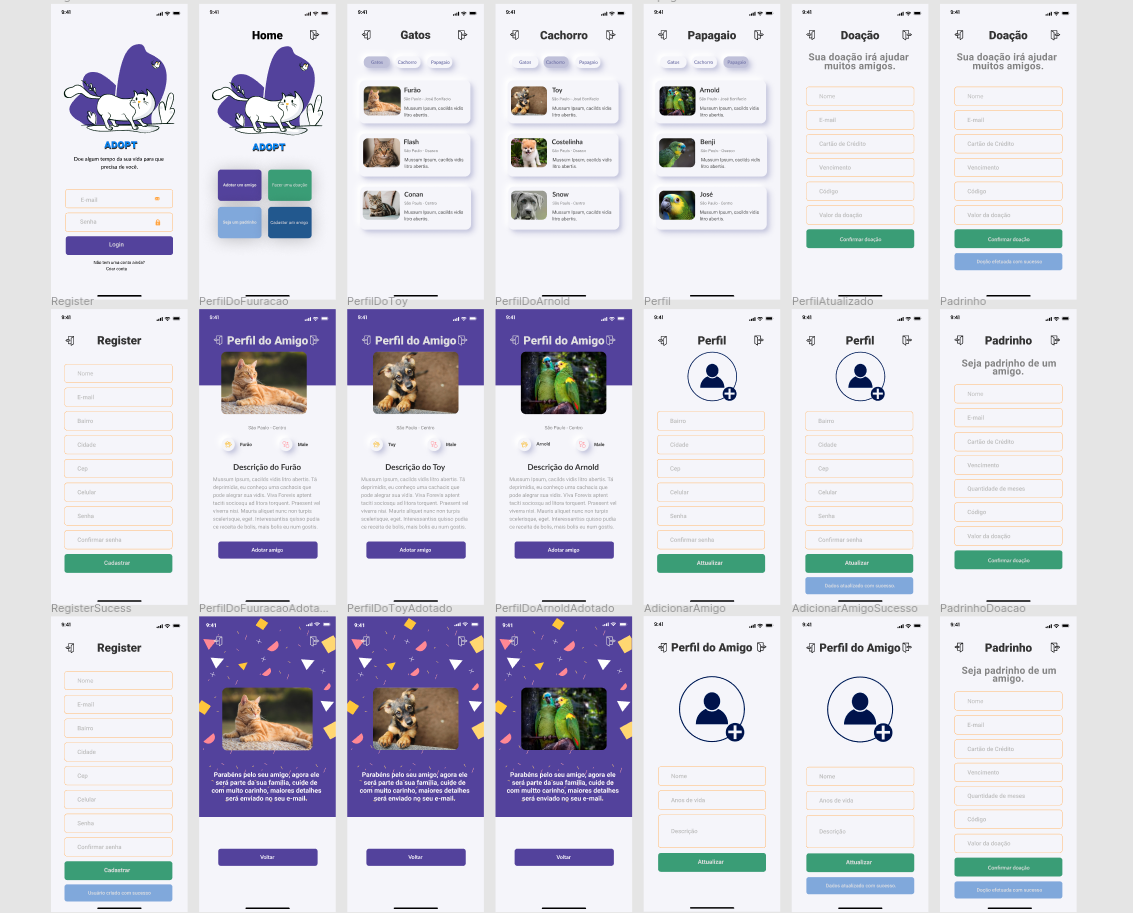 9:41
ADOPT
Doe algum tempo da sua vida para que
precisa de você.
E-mail
Senha
Login
Não tem uma conta ainda?
Criar conta
9:41
Home
ADOPT
Adotar um amigo
Fazer uma doação
Seja um padrinho
Cadastrar um amigo
9:41
Gatos
Gatos
Cachorro
Papagaio
Furão
São Paulo - José Bonifácio
Mussum Ipsum, cacilds vidis
litro abertis.
Flash
São Paulo - Osasco
Mussum Ipsum, cacilds vidis
litro abertis.
Conan
São Paulo - Centro
Mussum Ipsum, cacilds vidis
litro abertis.
9:41
Cachorro
Gatos
Cachorro
Papagaio
Toy
São Paulo - José Bonifácio
Mussum Ipsum, cacilds vidis
litro abertis.
Costelinha
São Paulo - Osasco
Mussum Ipsum, cacilds vidis
litro abertis.
Snow
São Paulo - Centro
Mussum Ipsum, cacilds vidis
litro abertis.
9:41
Papagaio
Gatos
Cachorro
Papagaio
Arnold
São Paulo - José Bonifácio
Mussum Ipsum, cacilds vidis
litro abertis.
Benji
São Paulo - Osasco
Mussum Ipsum, cacilds vidis
litro abertis.
José
São Paulo - Centro
Mussum Ipsum, cacilds vidis
litro abertis.
9:41
Doação
Sua doação irá ajudar
muitos amigos.
Nome
E-mail
Cartão de Crédito
Vencimento
Código
Valor da doação
Confirmar doação
9:41
Doação
Sua doação irá ajudar
muitos amigos.
Nome
E-mail
Cartão de Crédito
Vencimento
Código
Valor da doação
Confirmar doação
Doação efetuada com sucesso
Register
9:41
Register
Nome
E-mail
Bairro
Cidade
Cep
Celular
Senha
Confirmar senha
Cadastrar
PerfilDoFuuracao
9:41
Perfil do Amigo
São Paulo - Centro
Furão
Male
Descrição do Furão
Mussum Ipsum, cacilds vidis litro abertis. Tá
deprimidis, eu conheço uma cachacis que
pode alegrar sua vidis. Viva Forevis aptent
taciti sociosqu ad litora torquent. Praesent vel
viverra nisi. Mauris aliquet nunc non turpis
scelerisque, eget. Interessantiss quisso pudia
ce receita de bolis, mais bolis eu num gostis.
Adotar amigo
PerfilDoToy
9:41
Perfil do Amigo
São Paulo - Centro
Toy
Male
Descrição do Toy
Mussum Ipsum, cacilds vidis litro abertis. Tá
deprimidis, eu conheço uma cachacis que
pode alegrar sua vidis. Viva Forevis aptent
taciti sociosqu ad litora torquent. Praesent vel
viverra nisi. Mauris aliquet nunc non turpis
scelerisque, eget. Interessantiss quisso pudia
ce receita de bolis, mais bolis eu num gostis.
Adotar amigo
PerfilDoArnold
9:41
Perfil do Amigo
São Paulo - Centro
Arnold
Male
Descrição do Arnold
Mussum Ipsum, cacilds vidis litro abertis. Tá
deprimidis, eu conheço uma cachacis que
pode alegrar sua vidis. Viva Forevis aptent
taciti sociosqu ad litora torquent. Praesent vel
viverra nisi. Mauris aliquet nunc non turpis
scelerisque, eget. Interessantiss quisso pudia
ce receita de bolis, mais bolis eu num gostis.
Adotar amigo
Perfil
9:41
Perfil
Bairro
Cidade
Cep
Celular
Senha
Confirmar senha
Attualizar
PerfilAtualizado
9:41
Perfil
Bairro
Cidade
Cep
Celular
Senha
Confirmar senha
Attualizar
Dados atualizado com sucesso
Padrinho
9:41
Padrinho
Seja padrinho de um
amigo.
Nome
E-mail
Cartão de Crédito
Vencimento
Quantidade de meses
Código
Valor da doação
Confirmar doação
RegisterSucess
9:41
Register
Nome
E-mail
Bairro
Cidade
Cep
Celular
Senha
Confirmar senha
Cadastrar
Usuário criado com sucesso
PerfilDoFuuracaoAdota...
9:41
Parabéns pelo seu amigo, agora ele
será parte da sua família, cuide de
com muito carinho, maiores detalhes
será enviado no seu e-mail.
Voltar
PerfilDoToyAdotado
9:41
Parabéns pelo seu amigo, agora ele
será parte da sua família, cuide de
com muito carinho, maiores detalhes
será enviado no seu e-mail.
Voltar
PerfilDoArnoldAdotado
9:41
Parabéns pelo seu amigo, agora ele
será parte da sua família, cuide de
com muito carinho, maiores detalhes
será enviado no seu e-mail.
Voltar
AdicionarAmigo
9:41
Perfil do Amigo
Nome
Anos de vida
Descrição
Attualizar
AdicionarAmigoSucesso
9:41
Perfil do Amigo
Nome
Anos de vida
Descrição
Attualizar
Dados atualizado com sucesso
PadrinhoDoacao
9:41
Padrinho
Seja padrinho de um
amigo.
Nome
E-mail
Cartão de Crédito
Vencimento
Quantidade de meses
Código
Valor da doação
Confirmar doação
Doação efetuada com sucesso